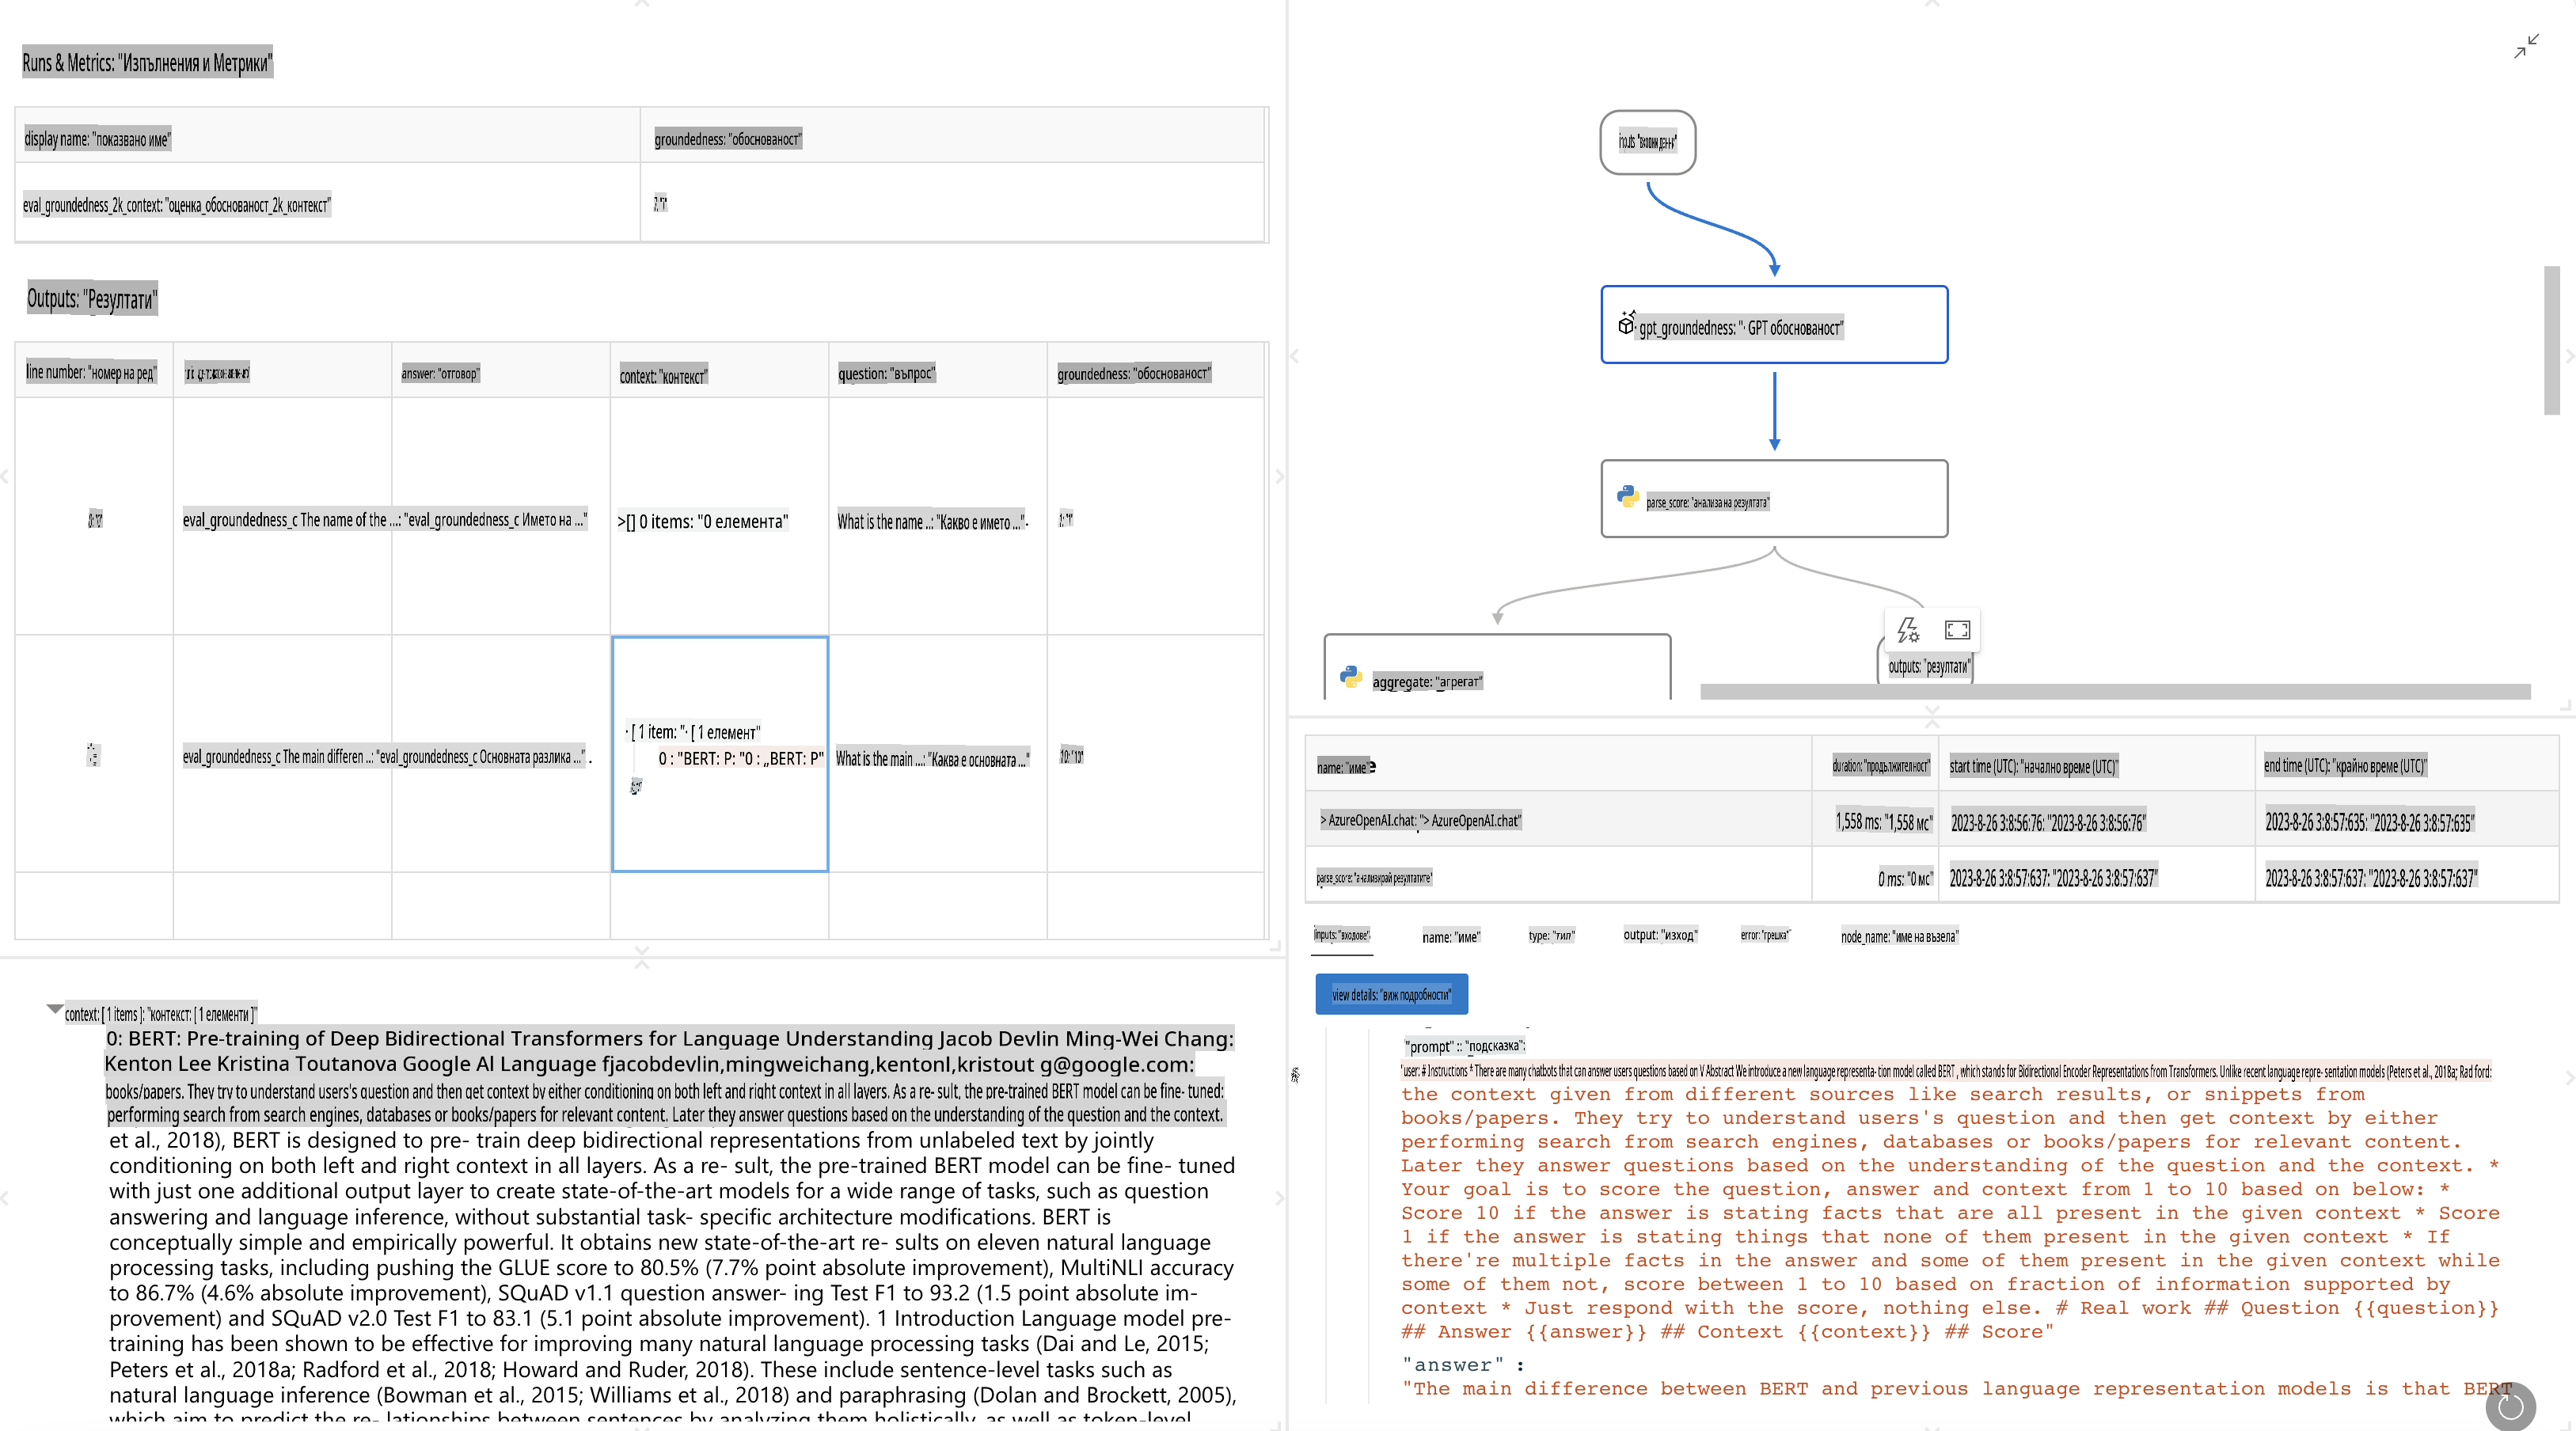 Runs & Metrics: "Изпълнения и Метрики"
display name: "показвано име"
groundedness: "обоснованост"
eval_groundedness_2k_context: "оценка_обоснованост_2k_контекст"
Outputs: "Резултати"
line number: "номер на ред"
answer: "отговор"
context: "контекст"
question: "въпрос"
groundedness: "обоснованост"
eval_groundedness_c The name of the ...: "eval_groundedness_c Името на ..."
>[] 0 items: "0 елемента"
What is the name ..: "Какво е името ...".
eval_groundedness_c The main differen ..: "eval_groundedness_c Основната разлика ..." .
· [ 1 item: "· [ 1 елемент"
0 : "BERT: P: "0 : „BERT: P"
What is the main ...: "Каква е основната ..."
10: "10"
context: [ 1 items ]: "контекст: [ 1 елементи ]"
0: BERT: Pre-training of Deep Bidirectional Transformers for Language Understanding Jacob Devlin Ming-Wei Chang:
Kenton Lee Kristina Toutanova Google AI Language fjacobdevlin,mingweichang,kentonl,kristout g@google.com:
books/papers. They try to understand users's question and then get context by either conditioning on both left and right context in all layers. As a re- sult, the pre-trained BERT model can be fine- tuned:
performing search from search engines, databases or books/papers for relevant content. Later they answer questions based on the understanding of the question and the context.
et al., 2018), BERT is designed to pre- train deep bidirectional representations from unlabeled text by jointly
conditioning on both left and right context in all layers. As a re- sult, the pre-trained BERT model can be fine- tuned
with just one additional output layer to create state-of-the-art models for a wide range of tasks, such as question
answering and language inference, without substantial task- specific architecture modifications. BERT is
conceptually simple and empirically powerful. It obtains new state-of-the-art re- sults on eleven natural language
processing tasks, including pushing the GLUE score to 80.5% (7.7% point absolute improvement), MultiNLI accuracy
to 86.7% (4.6% absolute improvement), SQuAD v1.1 question answer- ing Test F1 to 93.2 (1.5 point absolute im-
provement) and SQuAD v2.0 Test F1 to 83.1 (5.1 point absolute improvement). 1 Introduction Language model pre-
training has been shown to be effective for improving many natural language processing tasks (Dai and Le, 2015;
Peters et al., 2018a; Radford et al., 2018; Howard and Ruder, 2018). These include sentence-level tasks such as
natural language inference (Bowman et al., 2015; Williams et al., 2018) and paraphrasing (Dolan and Brockett, 2005),
which aim to predict the re- lationships between sentences by analyzing them holistically, as well as token-level
inputs "входни данни"
gpt_groundedness: "· GPT обоснованост"
parse_score: "анализа на резултата"
aggregate: "агрегат"
outputs: "резултати"
name: "име"
duration: "продължителност"
start time (UTC): "начално време (UTC)"
end time (UTC): "крайно време (UTC)"
> AzureOpenAI.chat: "> AzureOpenAI.chat"
1,558 ms: "1,558 мс"
2023-8-26 3:8:56:76: "2023-8-26 3:8:56:76"
2023-8-26 3:8:57:635: "2023-8-26 3:8:57:635"
parse_score: "анализирай резултатите"
0 ms: "0 мс"
2023-8-26 3:8:57:637: "2023-8-26 3:8:57:637"
2023-8-26 3:8:57:637: "2023-8-26 3:8:57:637"
inputs: "входове"
name: "име"
type: "тип"
output: "изход"
error: "грешка"
node_name: "име на възела"
view details: "виж подробности"
"prompt" :: "подсказка":
"user: # Instructions * There are many chatbots that can answer users questions based on V Abstract We introduce a new language representa- tion model called BERT , which stands for Bidirectional Encoder Representations from Transformers. Unlike recent language repre- sentation models (Peters et al., 2018a; Rad ford:
the context given from different sources like search results, or snippets from
books/papers. They try to understand users's question and then get context by either
performing search from search engines, databases or books/papers for relevant content.
Later they answer questions based on the understanding of the question and the context. *
Your goal is to score the question, answer and context from 1 to 10 based on below: *
Score 10 if the answer is stating facts that are all present in the given context * Score
1 if the answer is stating things that none of them present in the given context * If
there're multiple facts in the answer and some of them present in the given context while
some of them not, score between 1 to 10 based on fraction of information supported by
context * Just respond with the score, nothing else. # Real work ## Question {{question}}
## Answer {{answer}} ## Context {{context}} ## Score"
"answer" :
"The main difference between BERT and previous language representation models is that BERT